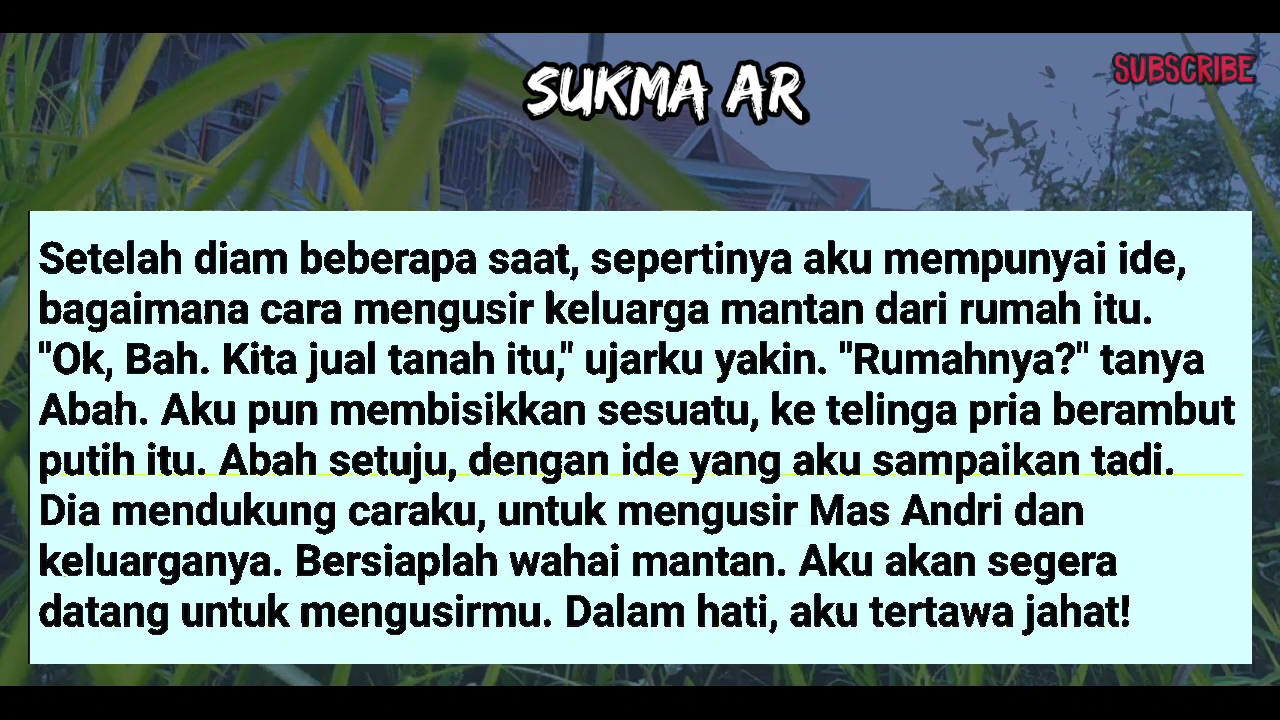 SUKMA AR
SUBSCRIBE
Setelah diam beberapa saat, sepertinya aku mempunyai ide,
bagaimana cara mengusir keluarga mantan dari rumah itu.
"Ok, Bah. Kita jual tanah itu," ujarku yakin. "Rumahnya?" tanya
Abah. Aku pun membisikkan sesuatu, ke telinga pria berambut
putih itu. Abah setuju, dengan ide yang aku sampaikan tadi.
Dia mendukung caraku, untuk mengusir Mas Andri dan
keluarganya. Bersiaplah wahai mantan. Aku akan segera
datang untuk mengusirmu. Dalam hati, aku tertawa jahat!